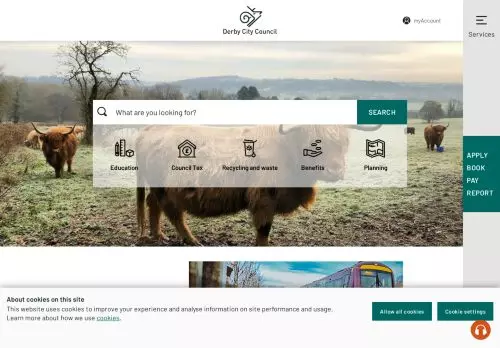 Derby City Council
myAccount
Services
What are you looking for?
SEARCH
Education
Council Tax
Recycling and waste
Benefits
Planning
APPLY
BOOK
PAY
REPORT
About cookies on this site
This website uses cookies to improve your experience and analyse information on site performance and usage.
Learn more about how we use cookies.
Allow all cookies
Cookie settings